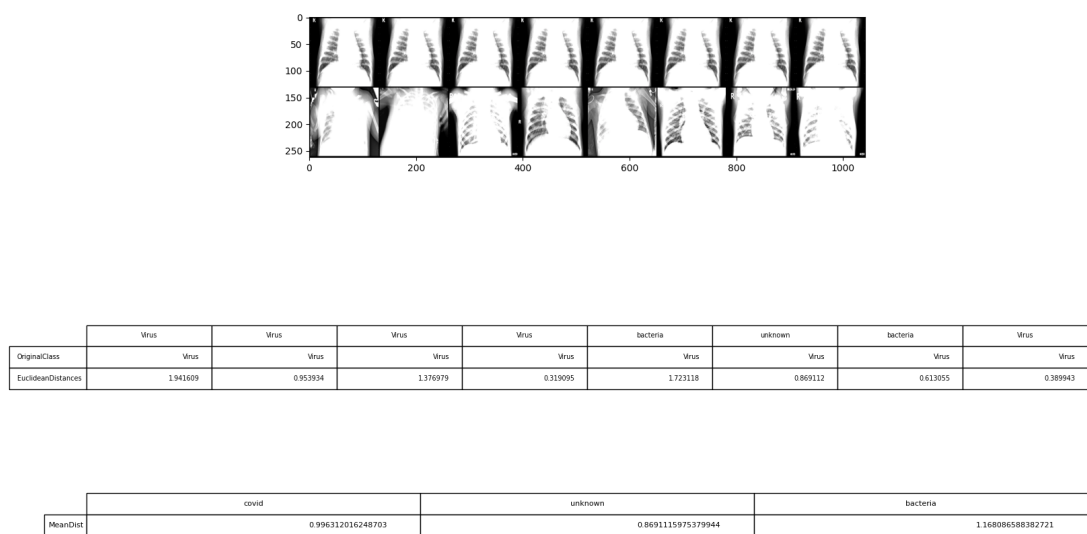 0
50
100
150
200
250
0 200 400 600 800 1000
Virus Virus Virus Virus bacteria unknown bacteria Virus
OriginalClass Virus Virus Virus Virus Virus Virus Virus Virus
EuclideanDistances 1.941609 0.953934 1.376979 0.319095 1.723118 0.869112 0.613055 0.389943
covid unknown bacteria
MeanDist 0.996312016248703 0.8691115975379944 1.168086588382721